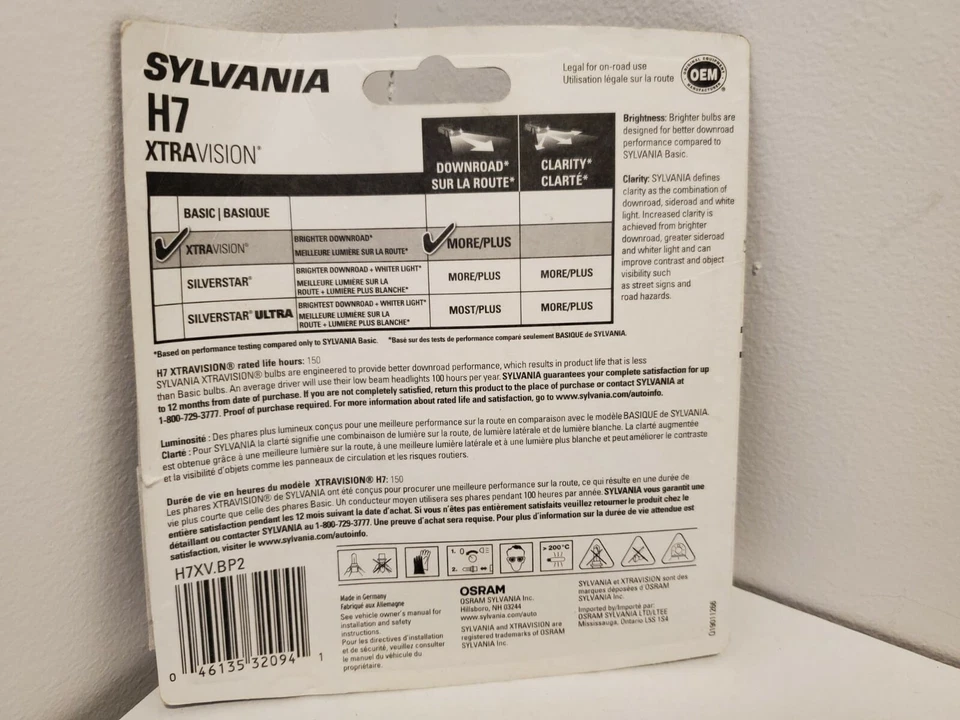 SYLVANIA
H7
XTRAVISION®
Legal for on-road use
Utilisation légale sur la route
ORIGINAL EQUIPMENT
OEM
MANUFACTURER
DOWNROAD*
SUR LA ROUTE*
CLARITY*
CLARTÉ*
BASIC | BASIQUE
XTRAVISION®
BRIGHTER DOWNROAD*
MEILLEURE LUMIÈRE SUR LA ROUTE*
MORE/PLUS
SILVERSTAR®
BRIGHTER DOWNROAD + WHITER LIGHT*
MEILLEURE LUMIÈRE SUR LA
ROUTE + LUMIÈRE PLUS BLANCHE*
MORE/PLUS
MORE/PLUS
SILVERSTAR® ULTRA
BRIGHTEST DOWNROAD + WHITER LIGHT*
MEILLEURE LUMIÈRE SUR LA
ROUTE + LUMIÈRE PLUS BLANCHE*
MOST/PLUS
MORE/PLUS
Brightness: Brighter bulbs are
designed for better downroad
performance compared to
SYLVANIA Basic.
Clarity: SYLVANIA defines
clarity as the combination of
downroad, sideroad and white
light. Increased clarity is
achieved from brighter
downroad, greater sideroad
and whiter light and can
improve contrast and object
visibility such
as street signs and
road hazards.
*Based on performance testing compared only to SYLVANIA Basic. *Basé sur des tests de performance comparé seulement BASIQUE de SYLVANIA.
H7 XTRAVISION® rated life hours: 150
SYLVANIA XTRAVISION® bulbs are engineered to provide better downroad performance, which results in product life that is less
than Basic bulbs. An average driver will use their low beam headlights 100 hours per year. SYLVANIA guarantees your complete satisfaction for up
to 12 months from date of purchase. If you are not completely satisfied, return this product to the place of purchase or contact SYLVANIA at
1-800-729-3777. Proof of purchase required. For more information about rated life and satisfaction, go to www.sylvania.com/autoinfo.
Luminosité : Des phares plus lumineux conçus pour une meilleure performance sur la route en comparaison avec le modèle BASIQUE de SYLVANIA.
Clarté : Pour SYLVANIA la clarté signifie une combinaison de lumière sur la route, de lumière latérale et de lumière blanche. La clarté augmentée
est obtenue grâce à une meilleure lumière sur la route, à une meilleure lumière latérale et à une lumière plus blanche et peut améliorer le contraste
et la visibilité d'objets comme les panneaux de circulation et les risques routiers.
Durée de vie en heures du modèle XTRAVISION® H7: 150
Les phares XTRAVISION® de SYLVANIA ont été conçus pour procurer une meilleure performance sur la route, ce qui résulte en une durée de
vie plus courte que celle des phares Basic. Un conducteur moyen utilisera ses phares pendant 100 heures par année. SYLVANIA vous garantit une
entière satisfaction pendant les 12 mois suivant la date d'achat. Si vous n'êtes pas entièrement satisfaits veuillez retourner le produit chez le
détaillant ou contacter SYLVANIA au 1-800-729-3777. Une preuve d'achat sera requise. Pour plus d'information sur la durée de vie attendue est
satisfaction, visiter le www.sylvania.com/autoinfo.
H7XV.BP2
0 46135 32094 1
1.
2.
> 200°C
Made in Germany
Fabriqué aux Allemagne
See vehicle owner's manual for
installation and safety
instructions.
Pour les directives d'installation
et de sécurité, veuillez consulter
le manuel du véhicule du
propriétaire.
OSRAM
OSRAM SYLVANIA Inc.
Hillsboro, NH 03244
www.sylvania.com/auto
SYLVANIA and XTRAVISION are
registered trademarks of OSRAM
SYLVANIA Inc.
SYLVANIA et XTRAVISION sont des
marques déposées d'OSRAM
SYLVANIA Inc.
Imported by/Importé par:
OSRAM SYLVANIA LTD/LTEE
Mississauga, Ontario L5S 1S4